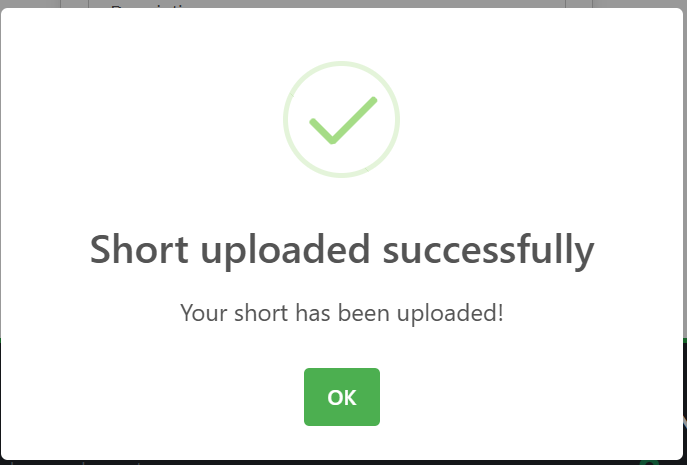 Short uploaded successfully
Your short has been uploaded!
OK